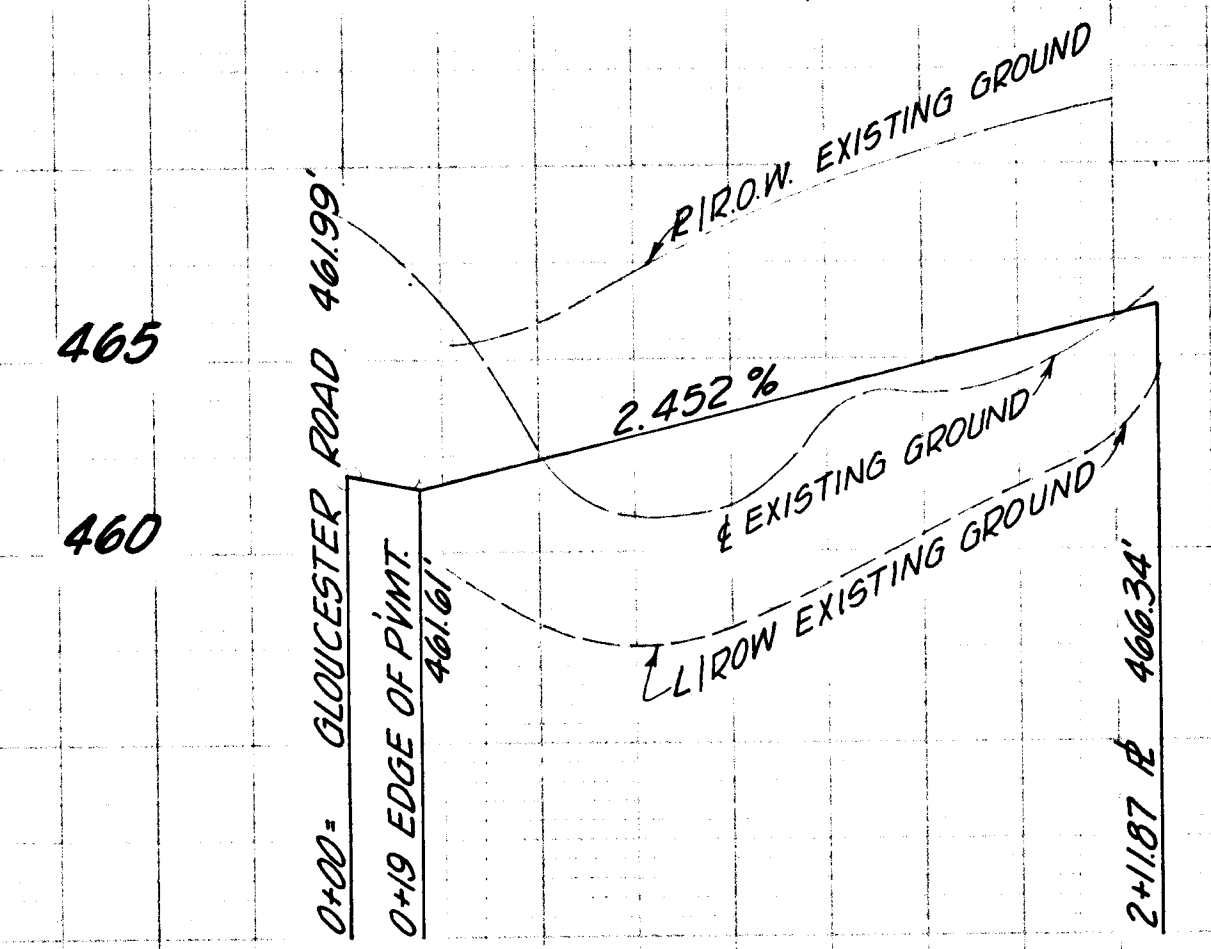 R/R.O.W. EXISTING GROUND
465
460
0+00 = GLOUCESTER ROAD 461.99'
0+19 EDGE OF PVMT.
461.61'
2.452 %
℄ EXISTING GROUND
L/ROW EXISTING GROUND
2+11.87 ⅊ 466.34'